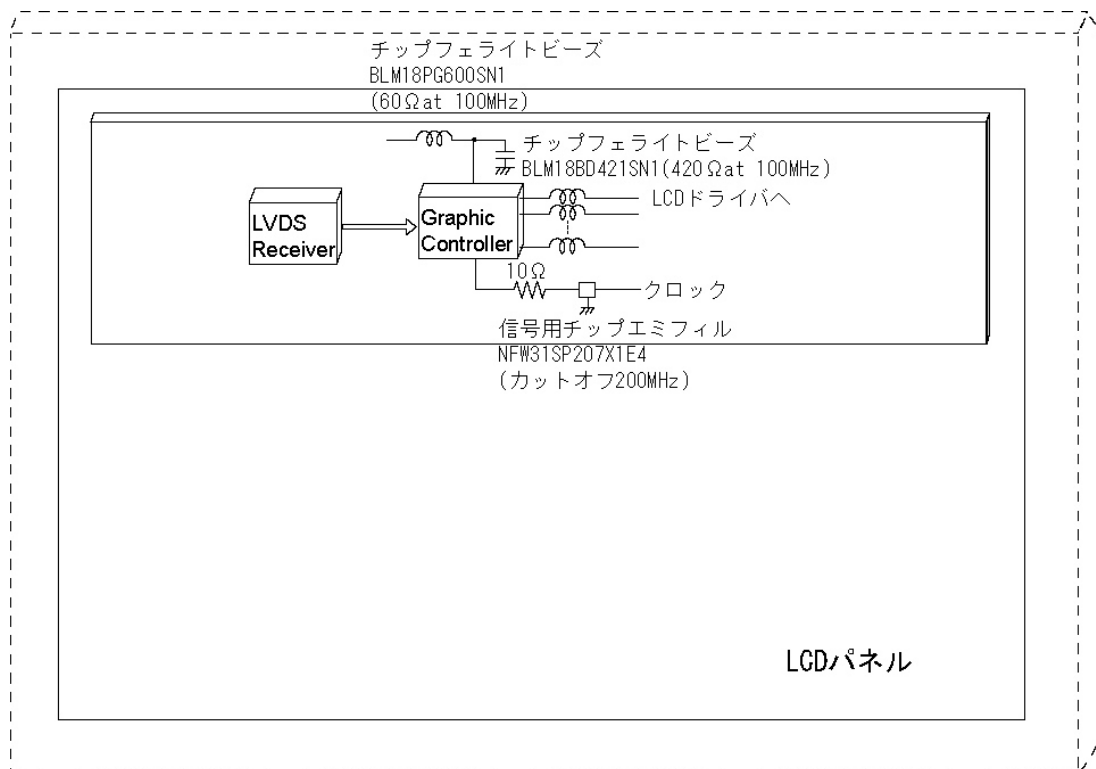 チップフェライトビーズ
BLM18PG600SN1
(60Ωat 100MHz)
チップフェライトビーズ
BLM18BD421SN1(420Ωat 100MHz)
LCDドライバへ
LVDS
Receiver
Graphic
Controller
10Ω
クロック
信号用チップエミフィル
NFW31SP207X1E4
(カットオフ200MHz)
LCDパネル